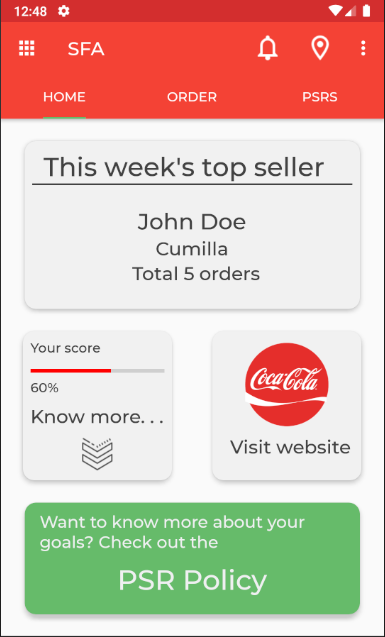 12:48
SFA
HOME ORDER PSRS
This week's top seller
John Doe
Cumilla
Total 5 orders
Your score
60%
Know more. . .
Coca-Cola
Visit website
Want to know more about your
goals? Check out the
PSR Policy